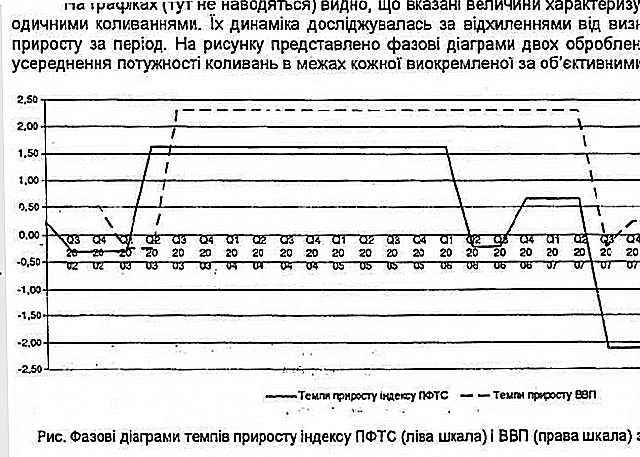 На графіках (тут не наводяться) видно, що вказані величини характеризу
одичними коливаннями. Їх динаміка досліджувалась за відхиленнями від виз
приросту за період. На рисунку представлено фазові діаграми двох оброблен
усереднення потужності коливань в межах кожної виокремленої за об'єктивними
2,50
2,00
1,50
1,00
0,50
0,00
-0,50
-1,00
-1,50
-2,00
-2,50
Q3 Q4 Q1 Q2 Q3 Q4 Q1 Q2 Q3 Q4 Q1 Q2 Q3 Q4 Q1 Q2 Q3 Q4 Q1 Q2 Q3 Q4
20 20 20 20 20 20 20 20 20 20 20 20 20 20 20 20 20 20 20 20 20 20
02 02 03 03 03 03 04 04 04 04 05 05 05 05 06 06 06 06 07 07 07 07
Темпи приросту індексу ПФТС Темпи приросту ВВП
Рис. Фазові діаграми темпів приросту індексу ПФТС (ліва шкала) і ВВП (права шкала) з